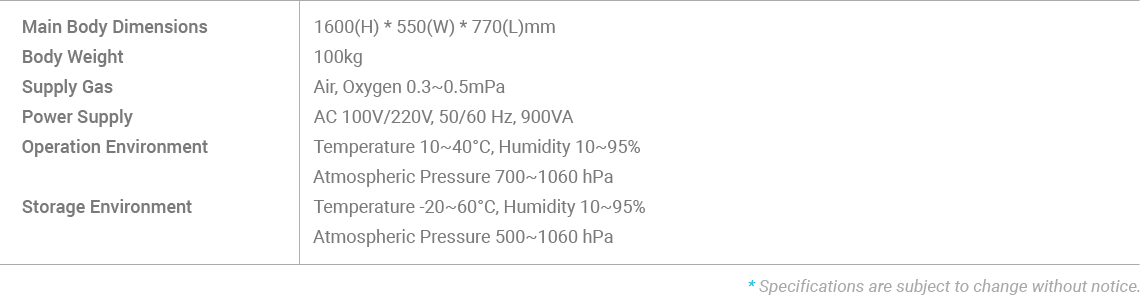 Main Body Dimensions 1600(H) * 550(W) * 770(L)mm
Body Weight 100kg
Supply Gas Air, Oxygen 0.3~0.5mPa
Power Supply AC 100V/220V, 50/60 Hz, 900VA
Operation Environment Temperature 10~40°C, Humidity 10~95%
Atmospheric Pressure 700~1060 hPa
Storage Environment Temperature -20~60°C, Humidity 10~95%
Atmospheric Pressure 500~1060 hPa
* Specifications are subject to change without notice.